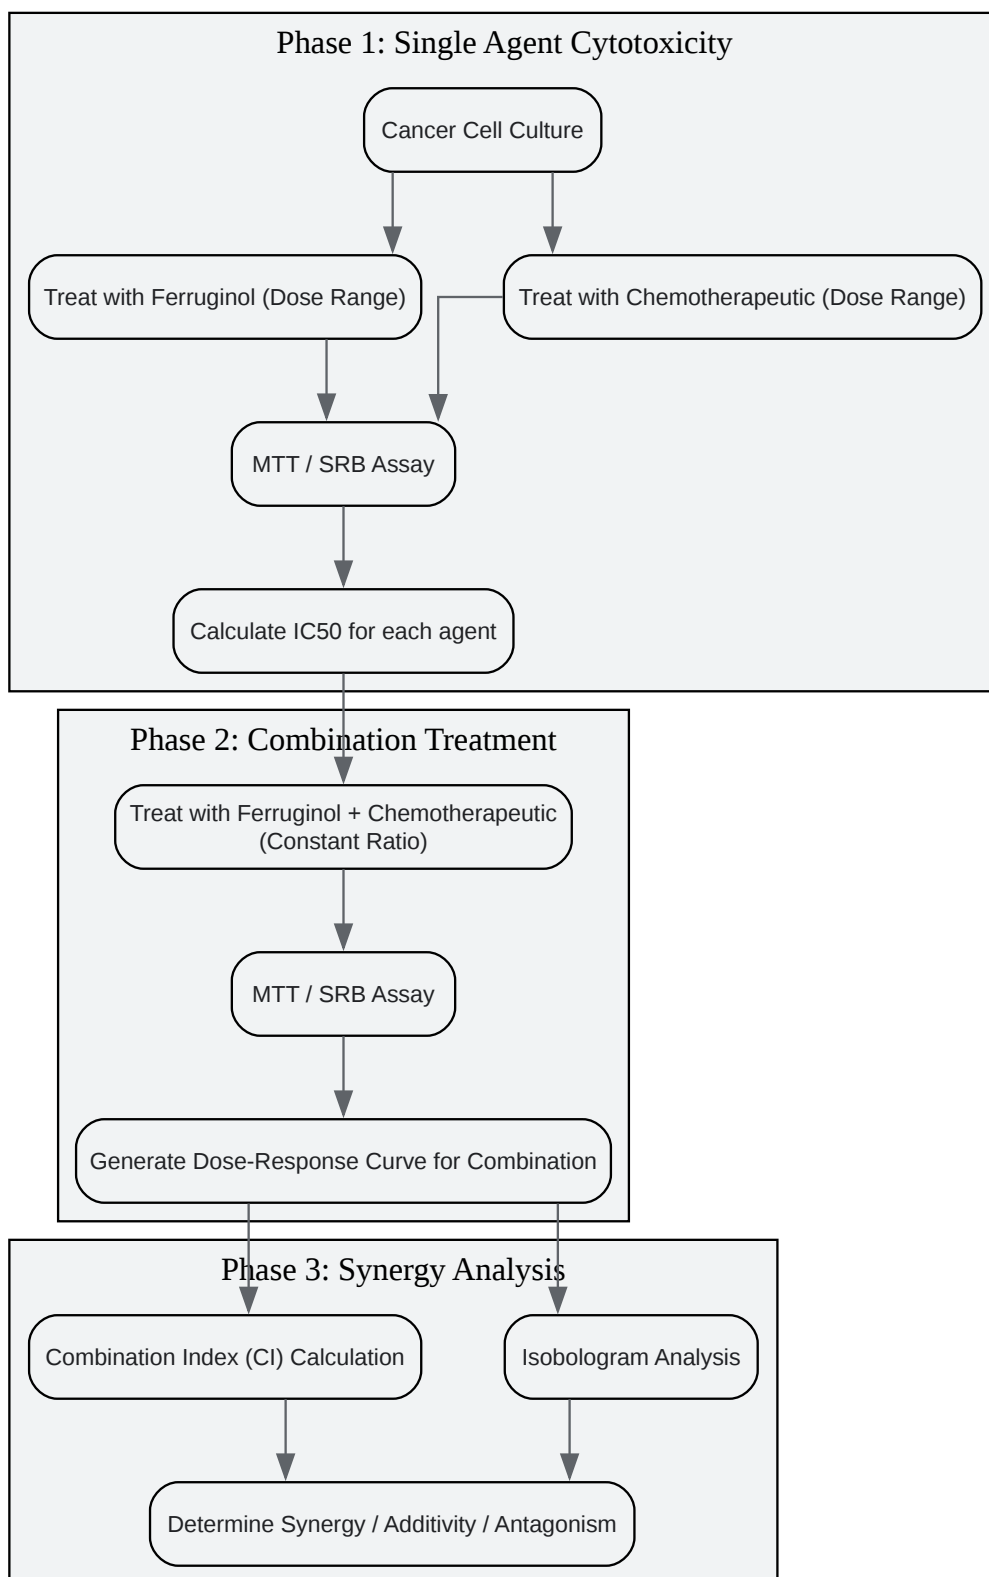 Phase 1: Single Agent Cytotoxicity
Cancer Cell Culture
Treat with Ferruginol (Dose Range)
Treat with Chemotherapeutic (Dose Range)
MTT / SRB Assay
Calculate IC50 for each agent
Phase 2: Combination Treatment
Treat with Ferruginol + Chemotherapeutic
(Constant Ratio)
MTT / SRB Assay
Generate Dose-Response Curve for Combination
Phase 3: Synergy Analysis
Combination Index (CI) Calculation
Isobologram Analysis
Determine Synergy / Additivity / Antagonism